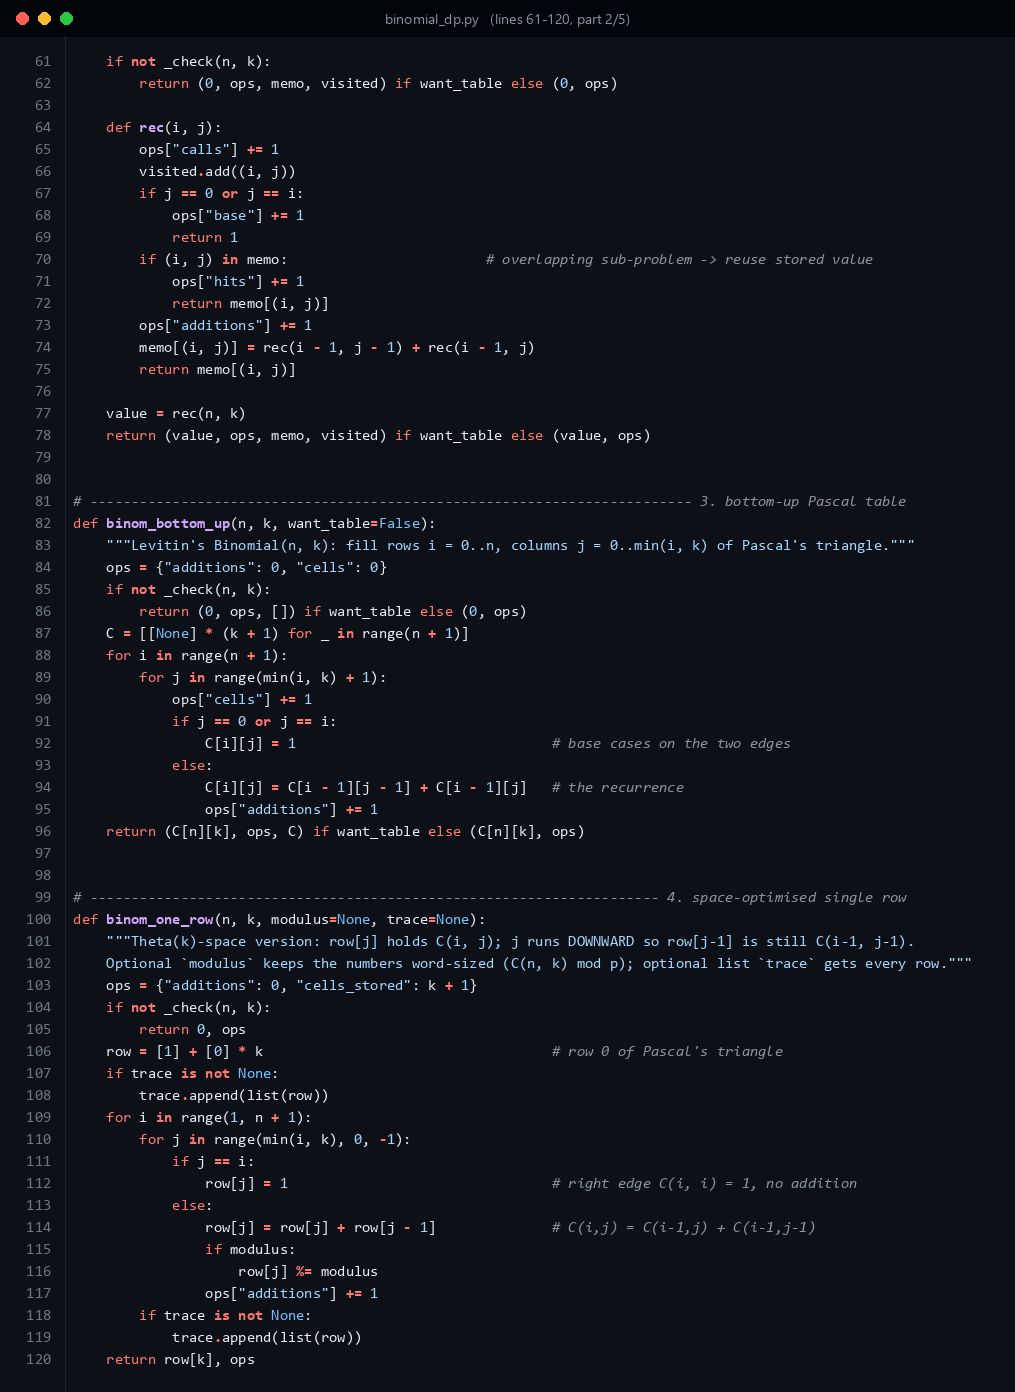 binomial_dp.py   (lines 61-120, part 2/5)
61      if not _check(n, k):
62          return (0, ops, memo, visited) if want_table else (0, ops)
63
64      def rec(i, j):
65          ops["calls"] += 1
66          visited.add((i, j))
67          if j == 0 or j == i:
68              ops["base"] += 1
69              return 1
70          if (i, j) in memo:                        # overlapping sub-problem -> reuse stored value
71              ops["hits"] += 1
72              return memo[(i, j)]
73          ops["additions"] += 1
74          memo[(i, j)] = rec(i - 1, j - 1) + rec(i - 1, j)
75          return memo[(i, j)]
76
77      value = rec(n, k)
78      return (value, ops, memo, visited) if want_table else (value, ops)
79
80
81  # ------------------------------------------------------------------------- 3. bottom-up Pascal table
82  def binom_bottom_up(n, k, want_table=False):
83      """Levitin's Binomial(n, k): fill rows i = 0..n, columns j = 0..min(i, k) of Pascal's triangle."""
84      ops = {"additions": 0, "cells": 0}
85      if not _check(n, k):
86          return (0, ops, []) if want_table else (0, ops)
87      C = [[None] * (k + 1) for _ in range(n + 1)]
88      for i in range(n + 1):
89          for j in range(min(i, k) + 1):
90              ops["cells"] += 1
91              if j == 0 or j == i:
92                  C[i][j] = 1                               # base cases on the two edges
93              else:
94                  C[i][j] = C[i - 1][j - 1] + C[i - 1][j]   # the recurrence
95                  ops["additions"] += 1
96      return (C[n][k], ops, C) if want_table else (C[n][k], ops)
97
98
99  # --------------------------------------------------------------------- 4. space-optimised single row
100 def binom_one_row(n, k, modulus=None, trace=None):
101     """Theta(k)-space version: row[j] holds C(i, j); j runs DOWNWARD so row[j-1] is still C(i-1, j-1).
102     Optional `modulus` keeps the numbers word-sized (C(n, k) mod p); optional list `trace` gets every row."""
103     ops = {"additions": 0, "cells_stored": k + 1}
104     if not _check(n, k):
105         return 0, ops
106     row = [1] + [0] * k                                   # row 0 of Pascal's triangle
107     if trace is not None:
108         trace.append(list(row))
109     for i in range(1, n + 1):
110         for j in range(min(i, k), 0, -1):
111             if j == i:
112                 row[j] = 1                                # right edge C(i, i) = 1, no addition
113             else:
114                 row[j] = row[j] + row[j - 1]              # C(i,j) = C(i-1,j) + C(i-1,j-1)
115                 if modulus:
116                     row[j] %= modulus
117                 ops["additions"] += 1
118         if trace is not None:
119             trace.append(list(row))
120     return row[k], ops